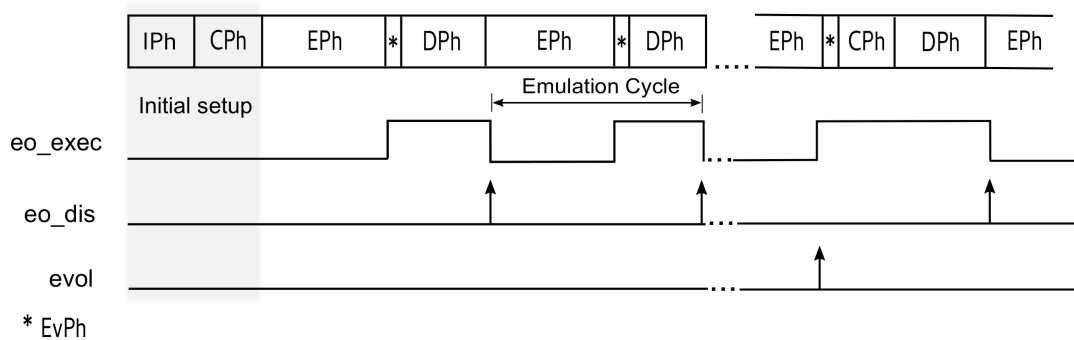 IPh CPh EPh * DPh EPh * DPh ..... EPh * CPh DPh EPh
Emulation Cycle
Initial setup
eo_exec
eo_dis
evol
* EvPh